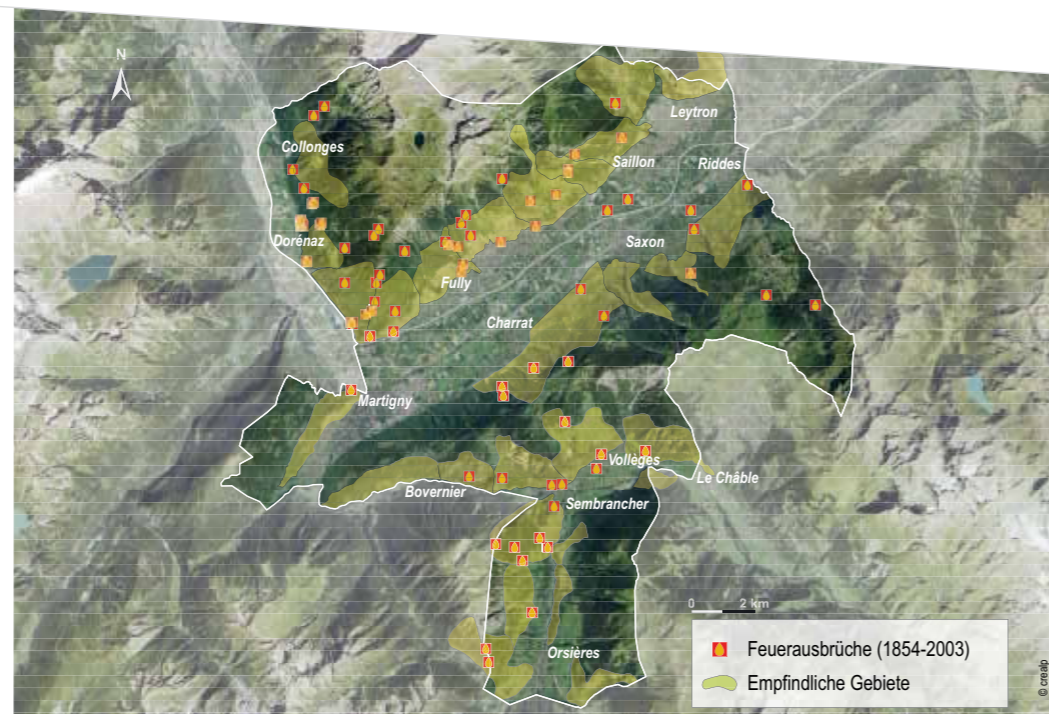 N
Leytron
Collonges
Saillon
Riddes
Dorénaz
Saxon
Fully
Charrat
Martigny
Vollèges
Le Châble
Bovernier
Sembrancher
0 2 km
Orsières
Feuerausbrüche (1854-2003)
Empfindliche Gebiete
© crealp